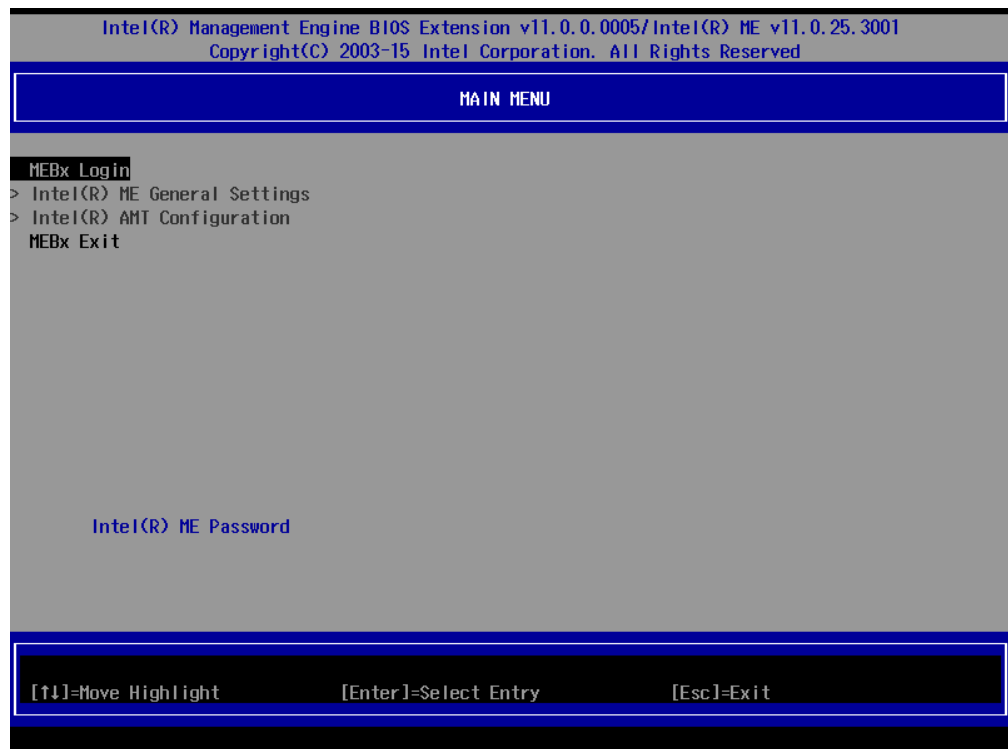 Intel(R) Management Engine BIOS Extension v11.0.0.0005/Intel(R) ME v11.0.25.3001
Copyright(C) 2003-15 Intel Corporation. All Rights Reserved
MAIN MENU
MEBx Login
> Intel(R) ME General Settings
> Intel(R) AMT Configuration
MEBx Exit
Intel(R) ME Password
[↑↓]=Move Highlight [Enter]=Select Entry [Esc]=Exit